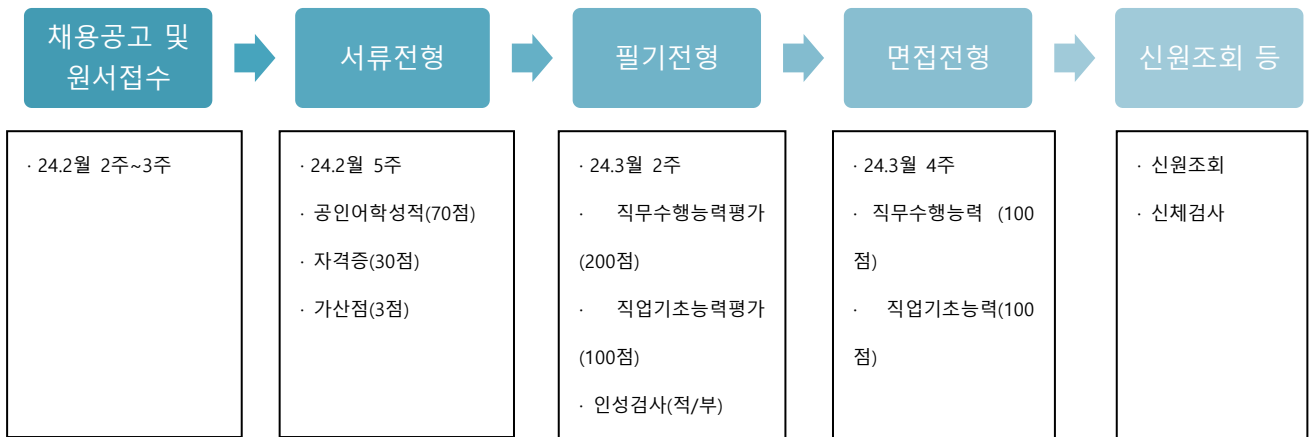 채용공고 및
원서접수
서류전형
필기전형
면접전형
신원조회 등
· 24.2월 2주~3주
· 24.2월 5주
· 공인어학성적(70점)
· 자격증(30점)
· 가산점(3점)
· 24.3월 2주
· 직무수행능력평가
(200점)
· 직업기초능력평가
(100점)
· 인성검사(적/부)
· 24.3월 4주
· 직무수행능력 (100
점)
· 직업기초능력(100
점)
· 신원조회
· 신체검사